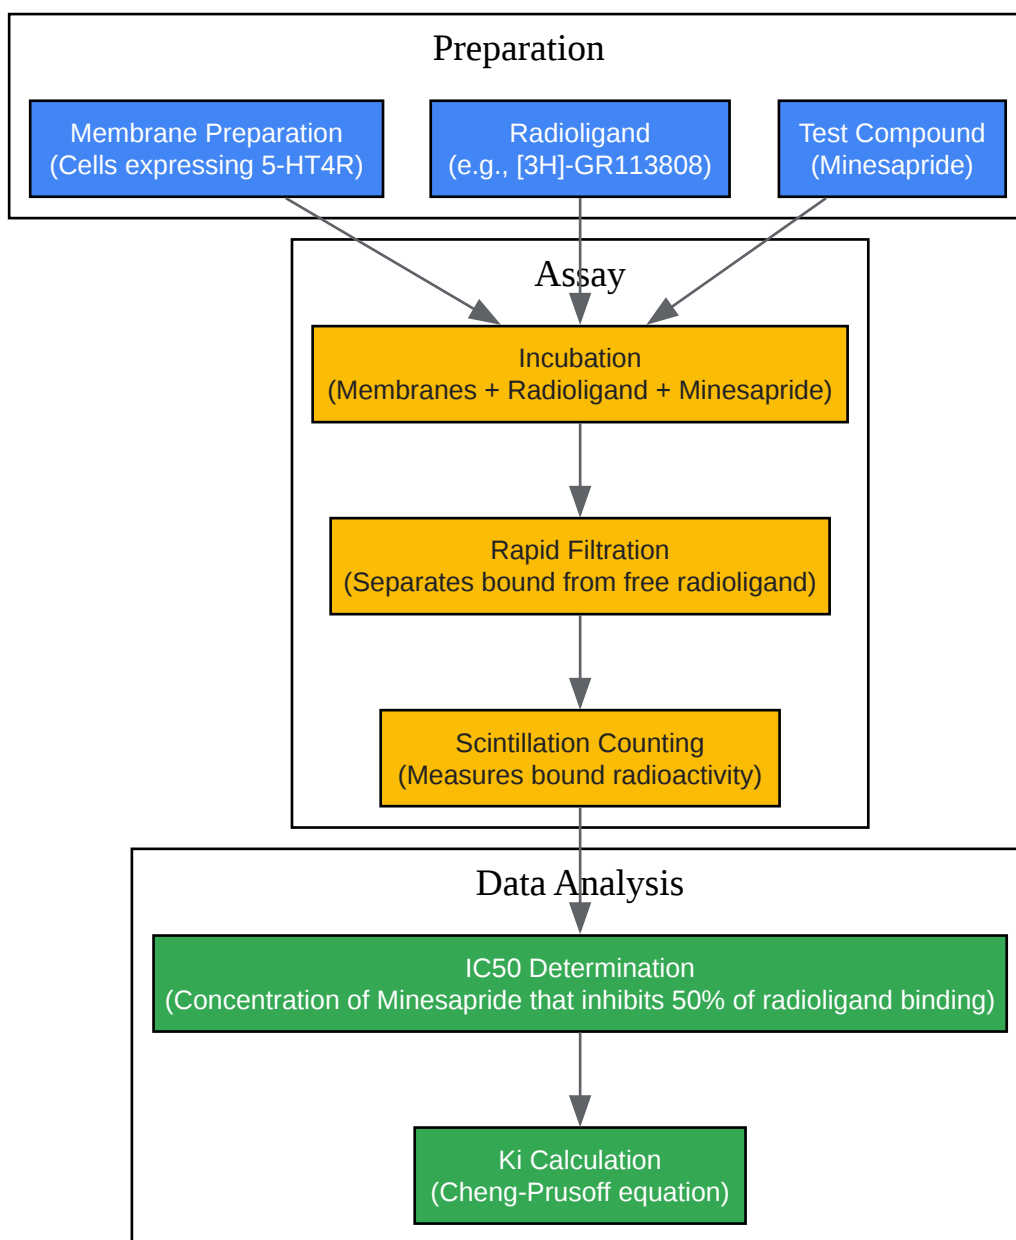 Preparation
Membrane Preparation
(Cells expressing 5-HT4R)
Radioligand
(e.g., [3H]-GR113808)
Test Compound
(Minesapride)
Assay
Incubation
(Membranes + Radioligand + Minesapride)
Rapid Filtration
(Separates bound from free radioligand)
Scintillation Counting
(Measures bound radioactivity)
Data Analysis
IC50 Determination
(Concentration of Minesapride that inhibits 50% of radioligand binding)
Ki Calculation
(Cheng-Prusoff equation)